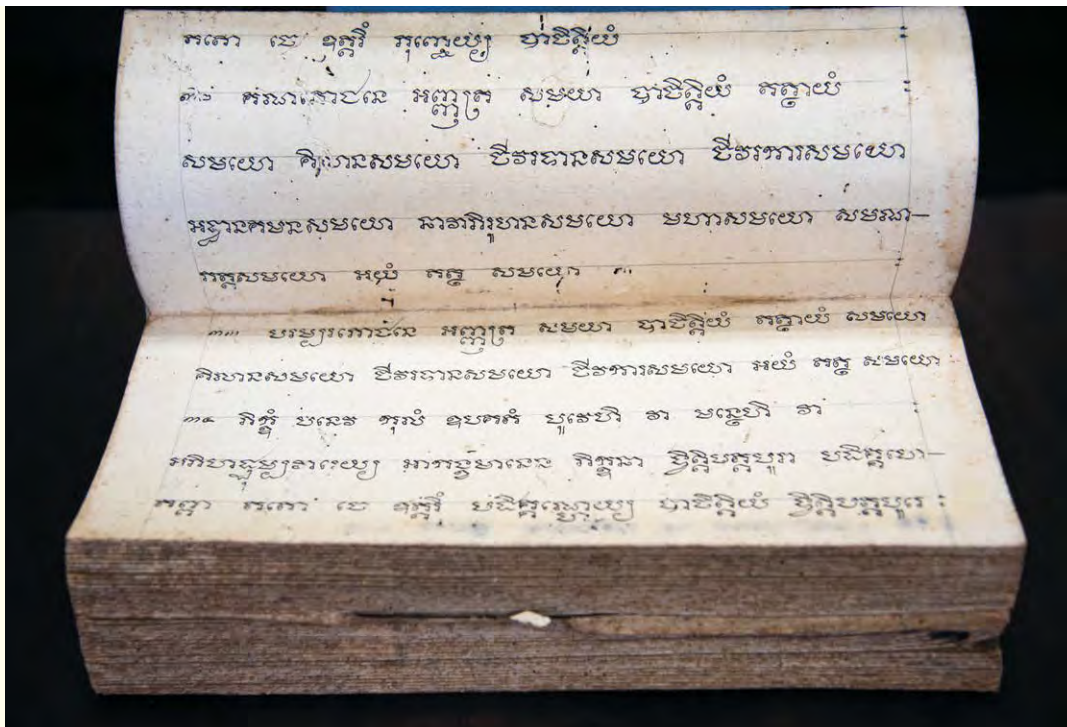 តតោ ចេ ឧត្តរិំ ភុញ្ជេយ្យ បាចិត្តិយំ
៣២ គណភោជនេ អញ្ញត្រ សមយា បាចិត្តិយំ តត្ថាយំ
សមយោ គិលានសមយោ ចីវរទានសមយោ ចីវរការសមយោ
អទ្ធានគមនសមយោ នាវាភិរូហនសមយោ មហាសមយោ សមណ-
ភត្តសមយោ អយំ តត្ថ សមយោ
៣៣ បរម្បរភោជនេ អញ្ញត្រ សមយា បាចិត្តិយំ តត្ថាយំ សមយោ
គិលានសមយោ ចីវរទានសមយោ ចីវការសមយោ អយំ តត្ថ សមយោ
៣៤ ភិក្ខុំ បនេវ កុលំ ឧបគតំ បូវេហិ វា មន្ថេហិ វា
អភិហដ្ឋុម្បវារេយ្យ អាកង្ខមានេន ភិក្ខុនា ទ្វិត្តិបត្តបូរា បដិគ្គហេ-
តព្វា តតោ ចេ ឧត្តរិំ បដិគ្គណ្ហេយ្យ បាចិត្តិយំ ទ្វិត្តិបត្តបូរេ ៖